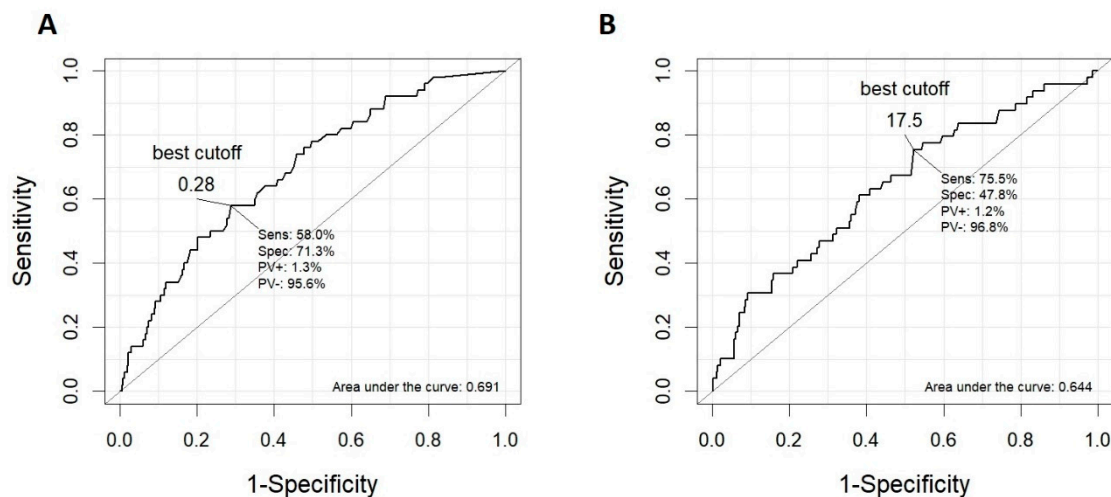 A
Sensitivity
1.0
0.8
0.6
0.4
0.2
0.0
best cutoff
0.28
Sens: 58.0%
Spec: 71.3%
PV+: 1.3%
PV-: 95.6%
Area under the curve: 0.691
0.0 0.2 0.4 0.6 0.8 1.0
1-Specificity
B
Sensitivity
1.0
0.8
0.6
0.4
0.2
0.0
best cutoff
17.5
Sens: 75.5%
Spec: 47.8%
PV+: 1.2%
PV-: 96.8%
Area under the curve: 0.644
0.0 0.2 0.4 0.6 0.8 1.0
1-Specificity